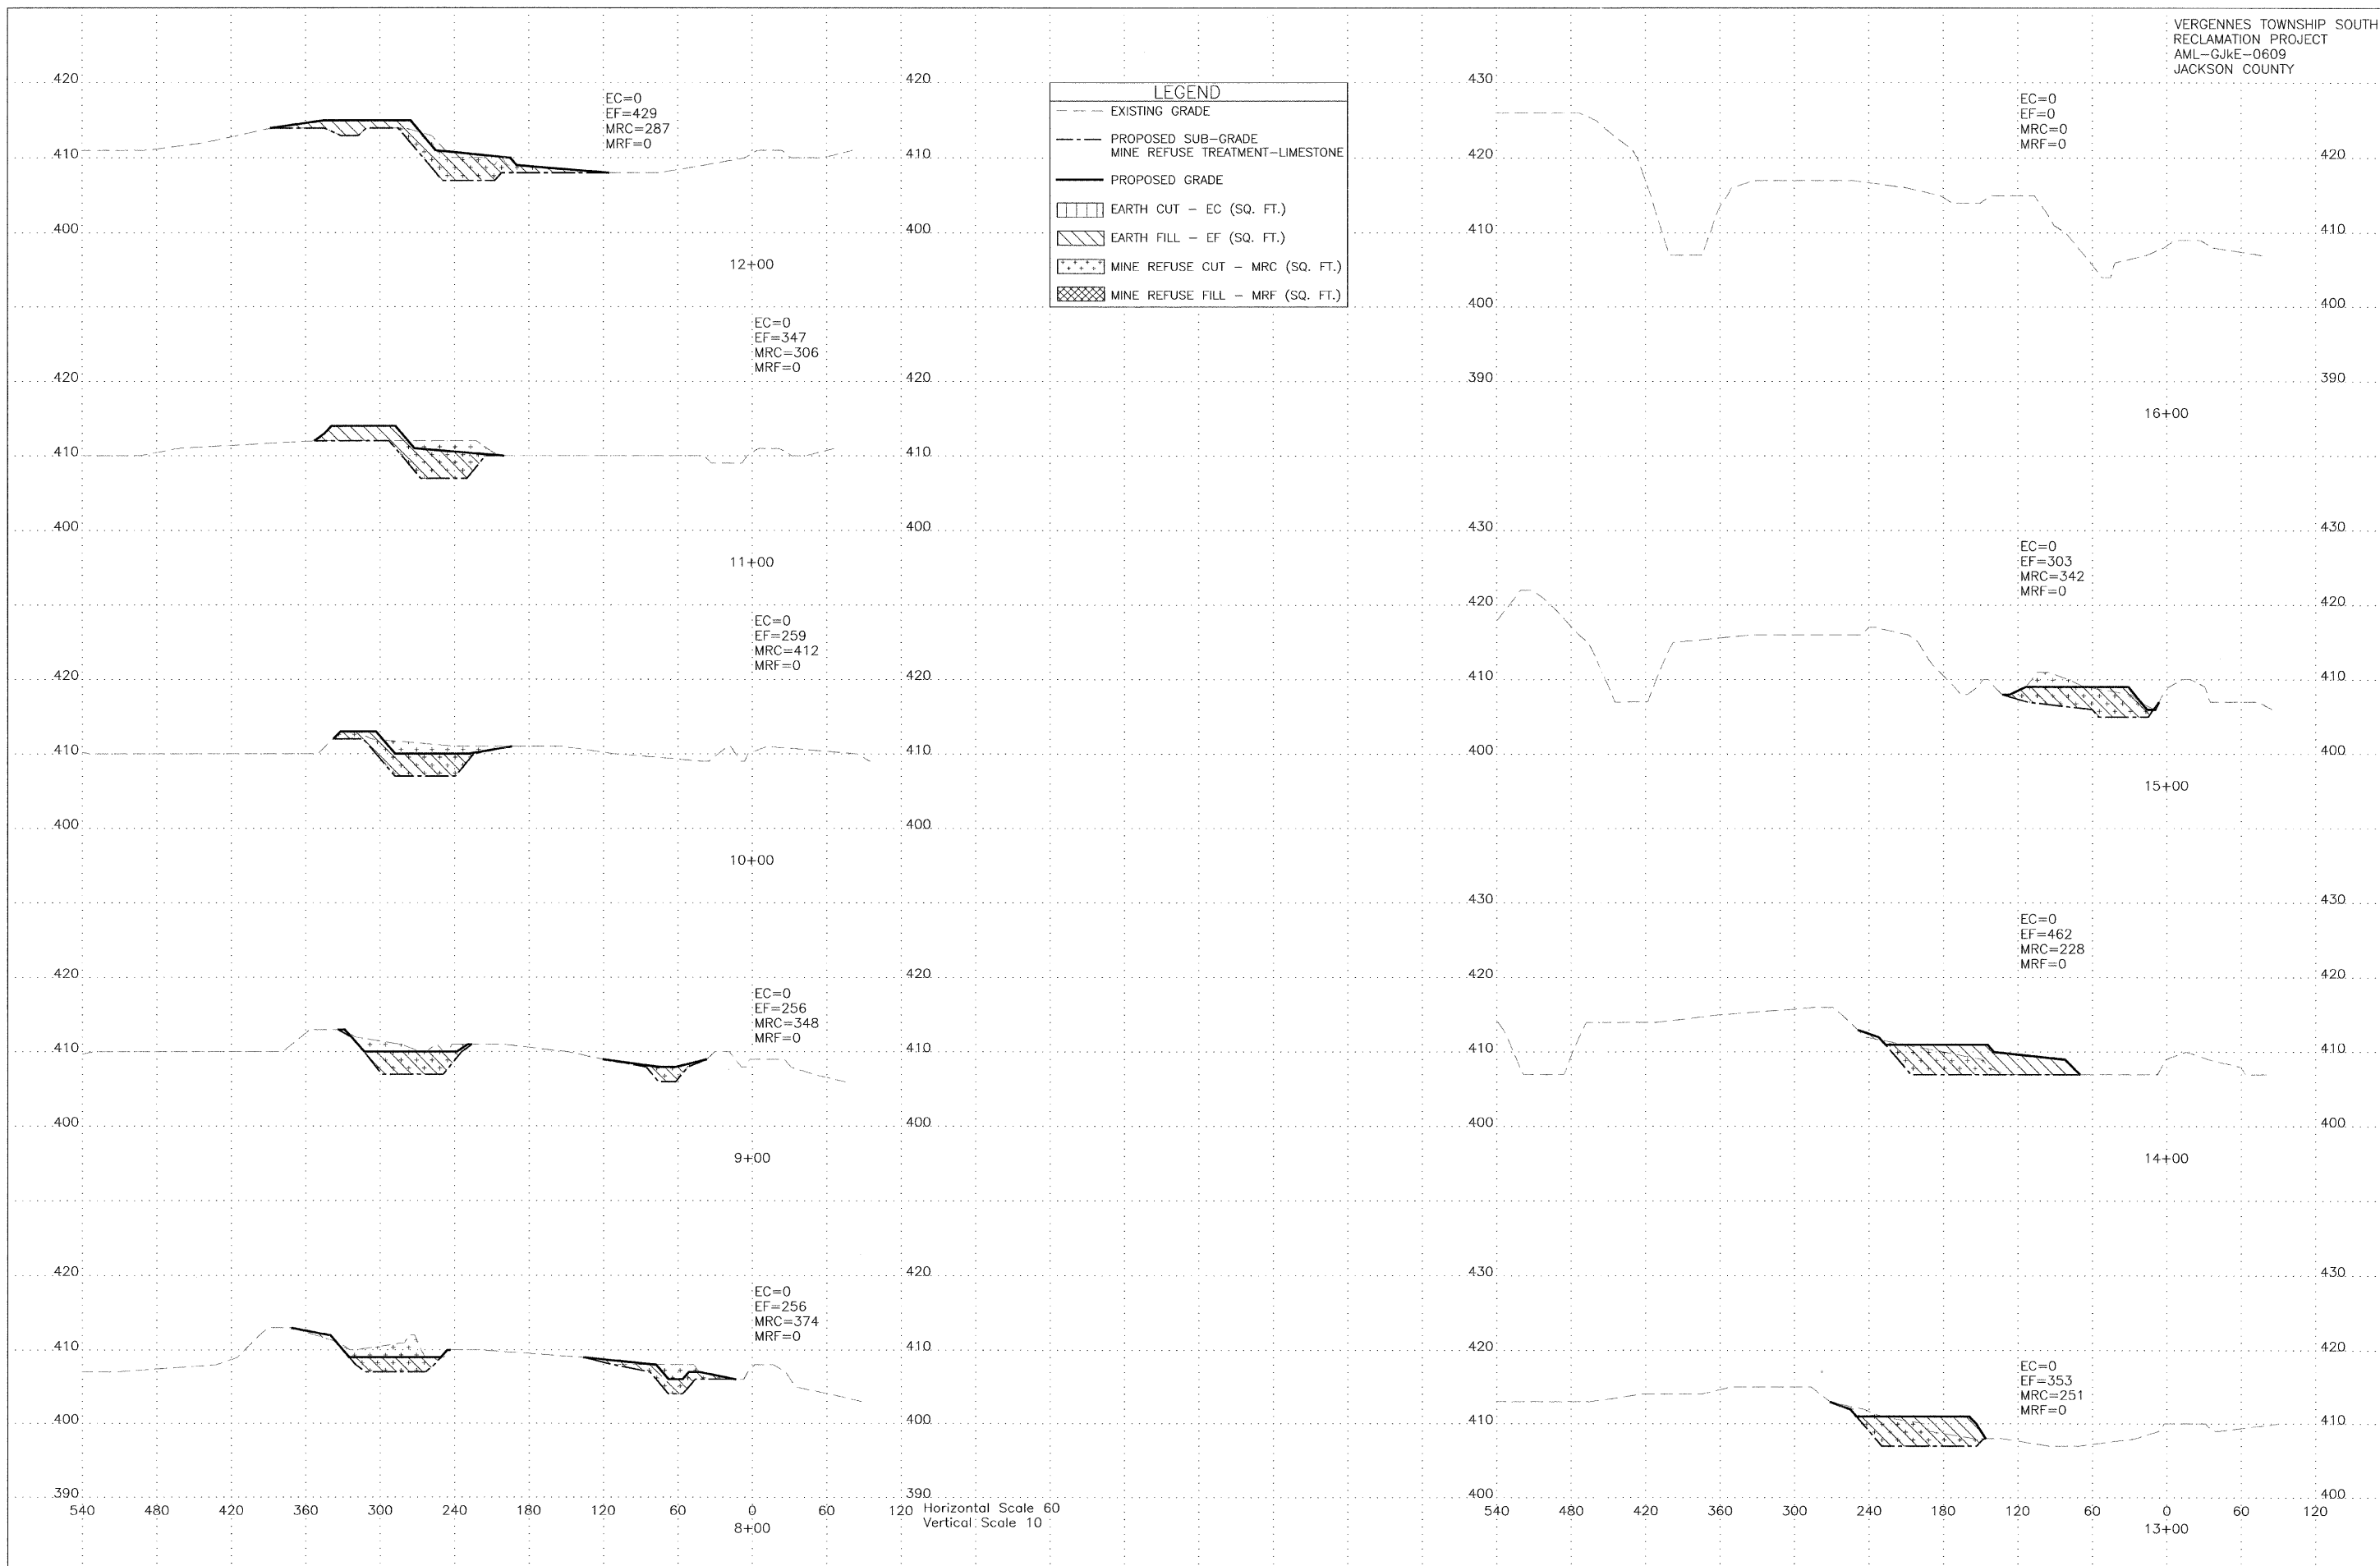 VERGENNES TOWNSHIP SOUTH
RECLAMATION PROJECT
AML-GJkE-0609
JACKSON COUNTY
LEGEND
EXISTING GRADE
PROPOSED SUB-GRADE
MINE REFUSE TREATMENT-LIMESTONE
PROPOSED GRADE
EARTH CUT - EC (SQ. FT.)
EARTH FILL - EF (SQ. FT.)
MINE REFUSE CUT - MRC (SQ. FT.)
MINE REFUSE FILL - MRF (SQ. FT.)
420 420
EC=0
EF=429
MRC=287
MRF=0
410 410
400 400
12+00
EC=0
EF=347
MRC=306
MRF=0
420 420
410 410
400 400
11+00
EC=0
EF=259
MRC=412
MRF=0
420 420
410 410
400 400
10+00
420 420
EC=0
EF=256
MRC=348
MRF=0
410 410
400 400
9+00
420 420
EC=0
EF=256
MRC=374
MRF=0
410 410
400 400
390 390
540 480 420 360 300 240 180 120 60 0 60 120
8+00
Horizontal Scale 60
Vertical Scale 10
430
EC=0
EF=0
MRC=0
MRF=0
420 420
410 410
400 400
390 390
16+00
430 430
EC=0
EF=303
MRC=342
MRF=0
420 420
410 410
400 400
15+00
430 430
EC=0
EF=462
MRC=228
MRF=0
420 420
410 410
400 400
14+00
430 430
420 420
EC=0
EF=353
MRC=251
MRF=0
410 410
400 400
540 480 420 360 300 240 180 120 60 0 60 120
13+00